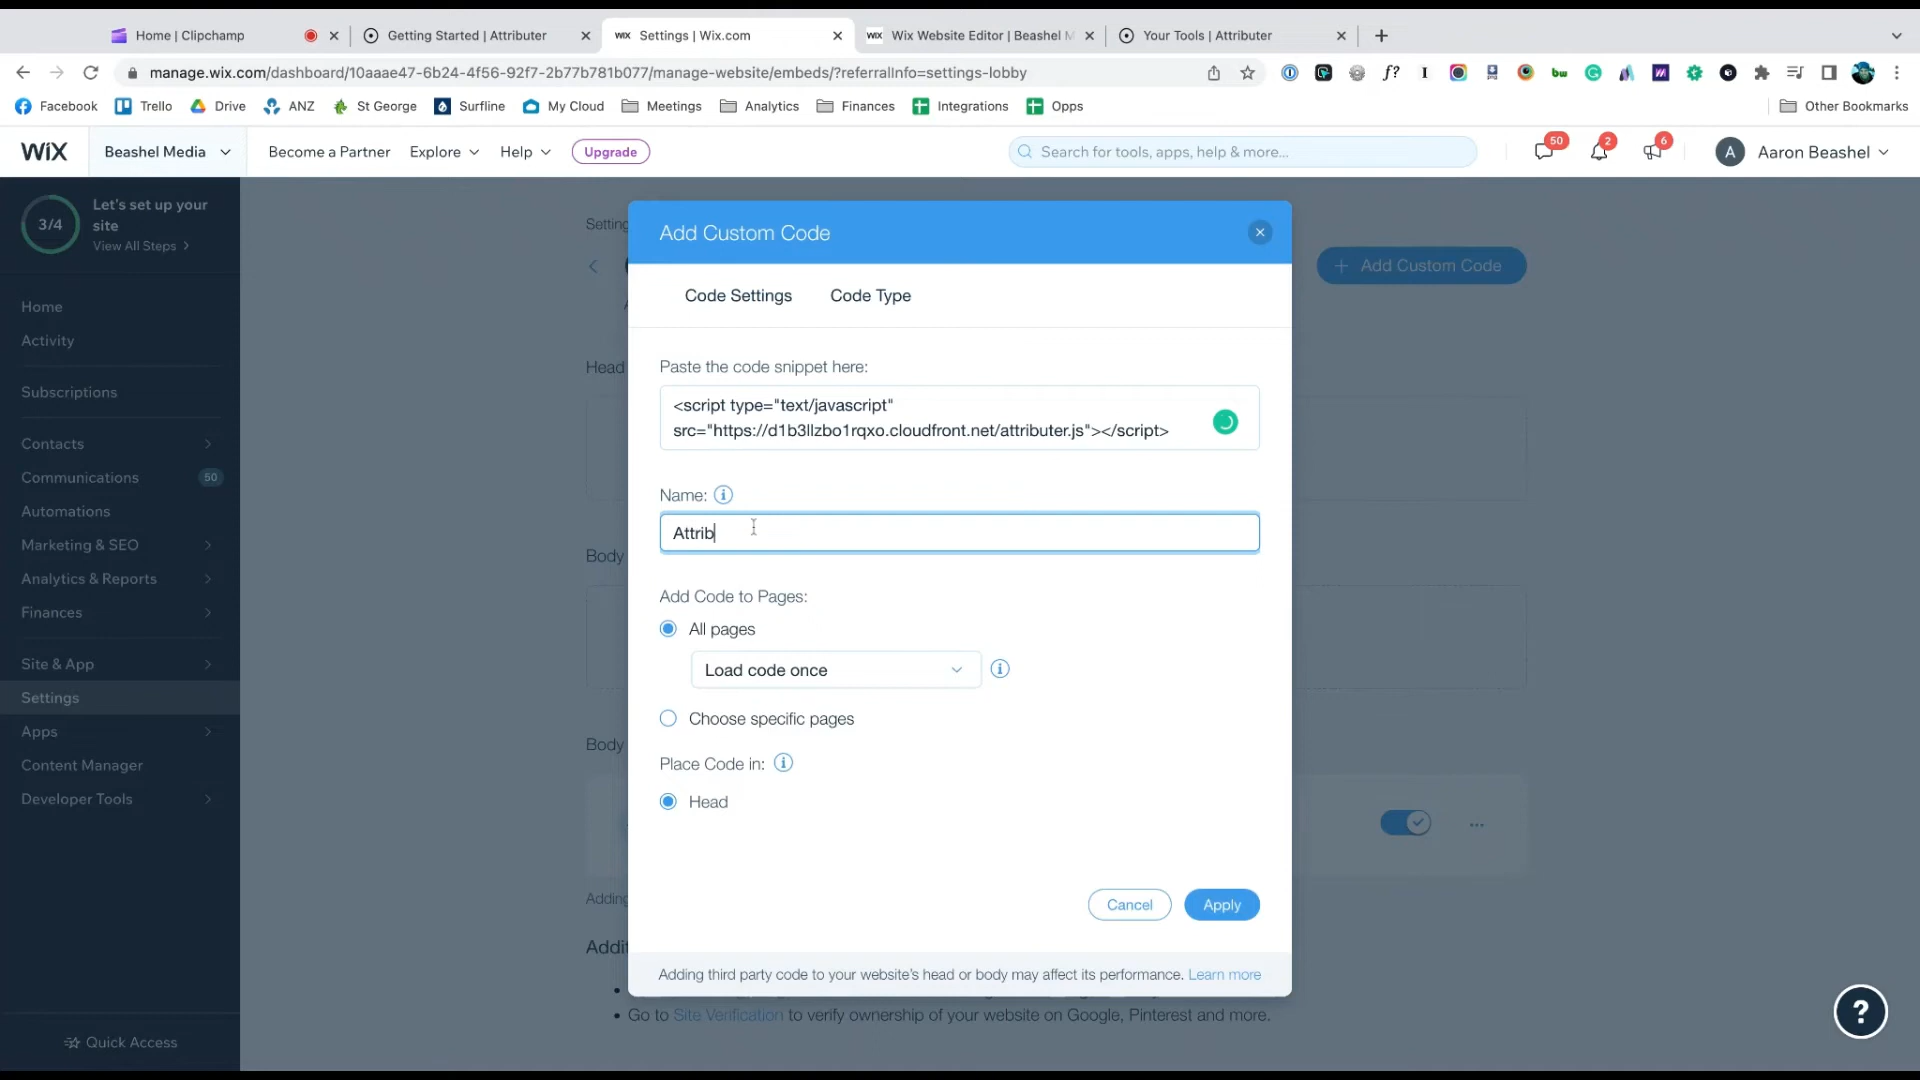 Home | Clipchamp
Getting Started | Attributer
WIX Settings | Wix.com
WIX Wix Website Editor | Beashel M
Your Tools | Attributer
manage.wix.com/dashboard/10aaae47-6b24-4f56-92f7-2b77b781b077/manage-website/embeds/?referralInfo=settings-lobby
Facebook Trello Drive ANZ St George Surfline My Cloud Meetings Analytics Finances Integrations Opps Other Bookmarks
WIX Beashel Media Become a Partner Explore Help Upgrade Search for tools, apps, help & more... 50 2 6 A Aaron Beashel
3/4 Let's set up your
site
View All Steps
Home
Activity
Subscriptions
Contacts
Communications 50
Automations
Marketing & SEO
Analytics & Reports
Finances
Site & App
Settings
Apps
Content Manager
Developer Tools
Quick Access
Setting
+ Add Custom Code
Head
Body
Body
Adding
Addit
Add Custom Code
Code Settings Code Type
Paste the code snippet here:
<script type="text/javascript"
src="https://d1b3llzbo1rqxo.cloudfront.net/attributer.js"></script>
Name:
Attrib
Add Code to Pages:
All pages
Load code once
Choose specific pages
Place Code in:
Head
Cancel Apply
Adding third party code to your website's head or body may affect its performance. Learn more
Go to Site Verification to verify ownership of your website on Google, Pinterest and more.
?